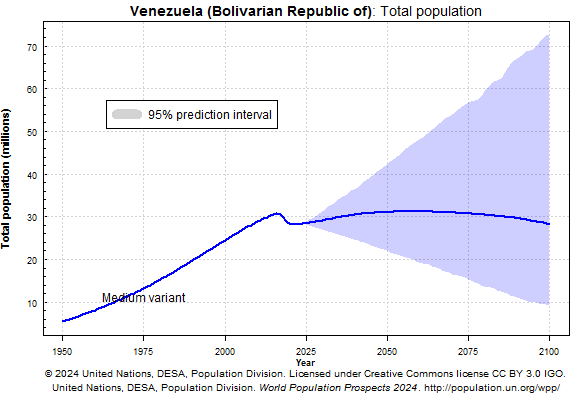 Venezuela (Bolivarian Republic of): Total population
Total population (millions)
70
60
50
40
30
20
10
95% prediction interval
Medium variant
1950 1975 2000 2025 2050 2075 2100
Year
© 2024 United Nations, DESA, Population Division. Licensed under Creative Commons license CC BY 3.0 IGO.
United Nations, DESA, Population Division. World Population Prospects 2024. http://population.un.org/wpp/